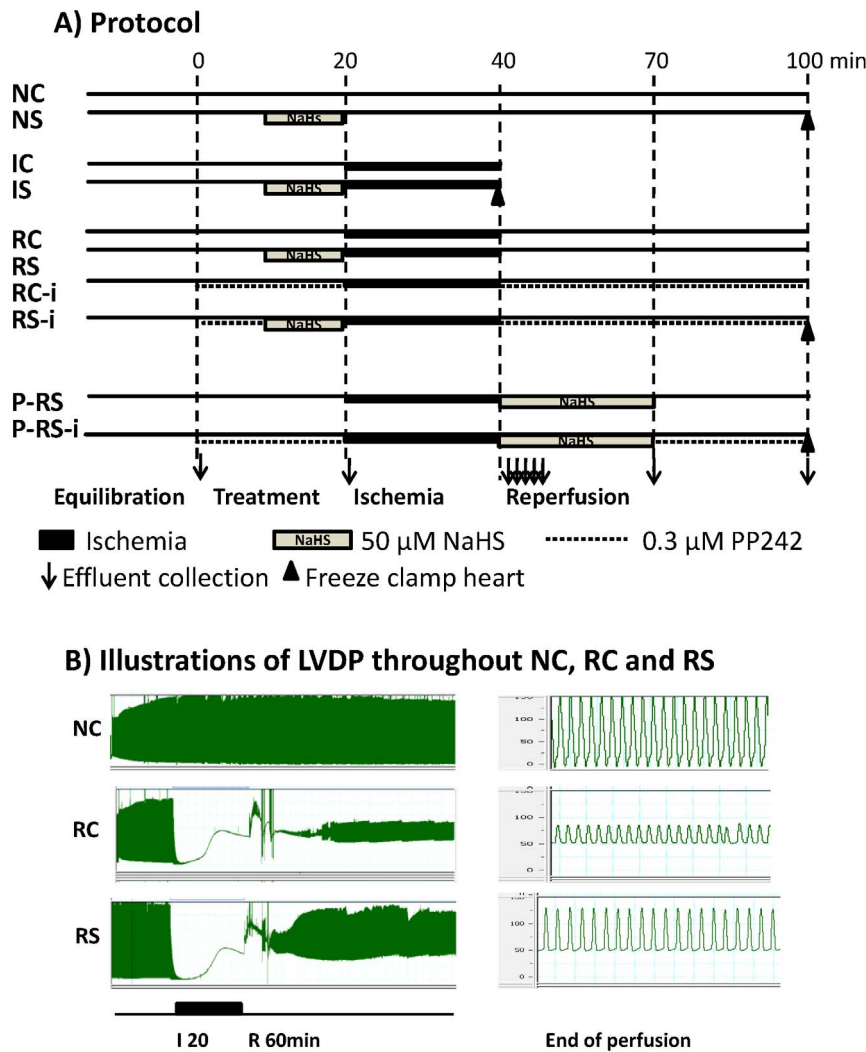 A) Protocol
0 20 40 70 100 min
NC
NS NaHs
IC
IS NaHS
RC
RS NaHS
RC-i
RS-i NaHS
P-RS NaHS
P-RS-i NaHS
Equilibration Treatment Ischemia Reperfusion
Ischemia NaHS 50 µM NaHS 0.3 µM PP242
Effluent collection Freeze clamp heart
B) Illustrations of LVDP throughout NC, RC and RS
NC
100
50
0
RC
150
100
50
0
RS
150
100
50
0
I 20 R 60min End of perfusion